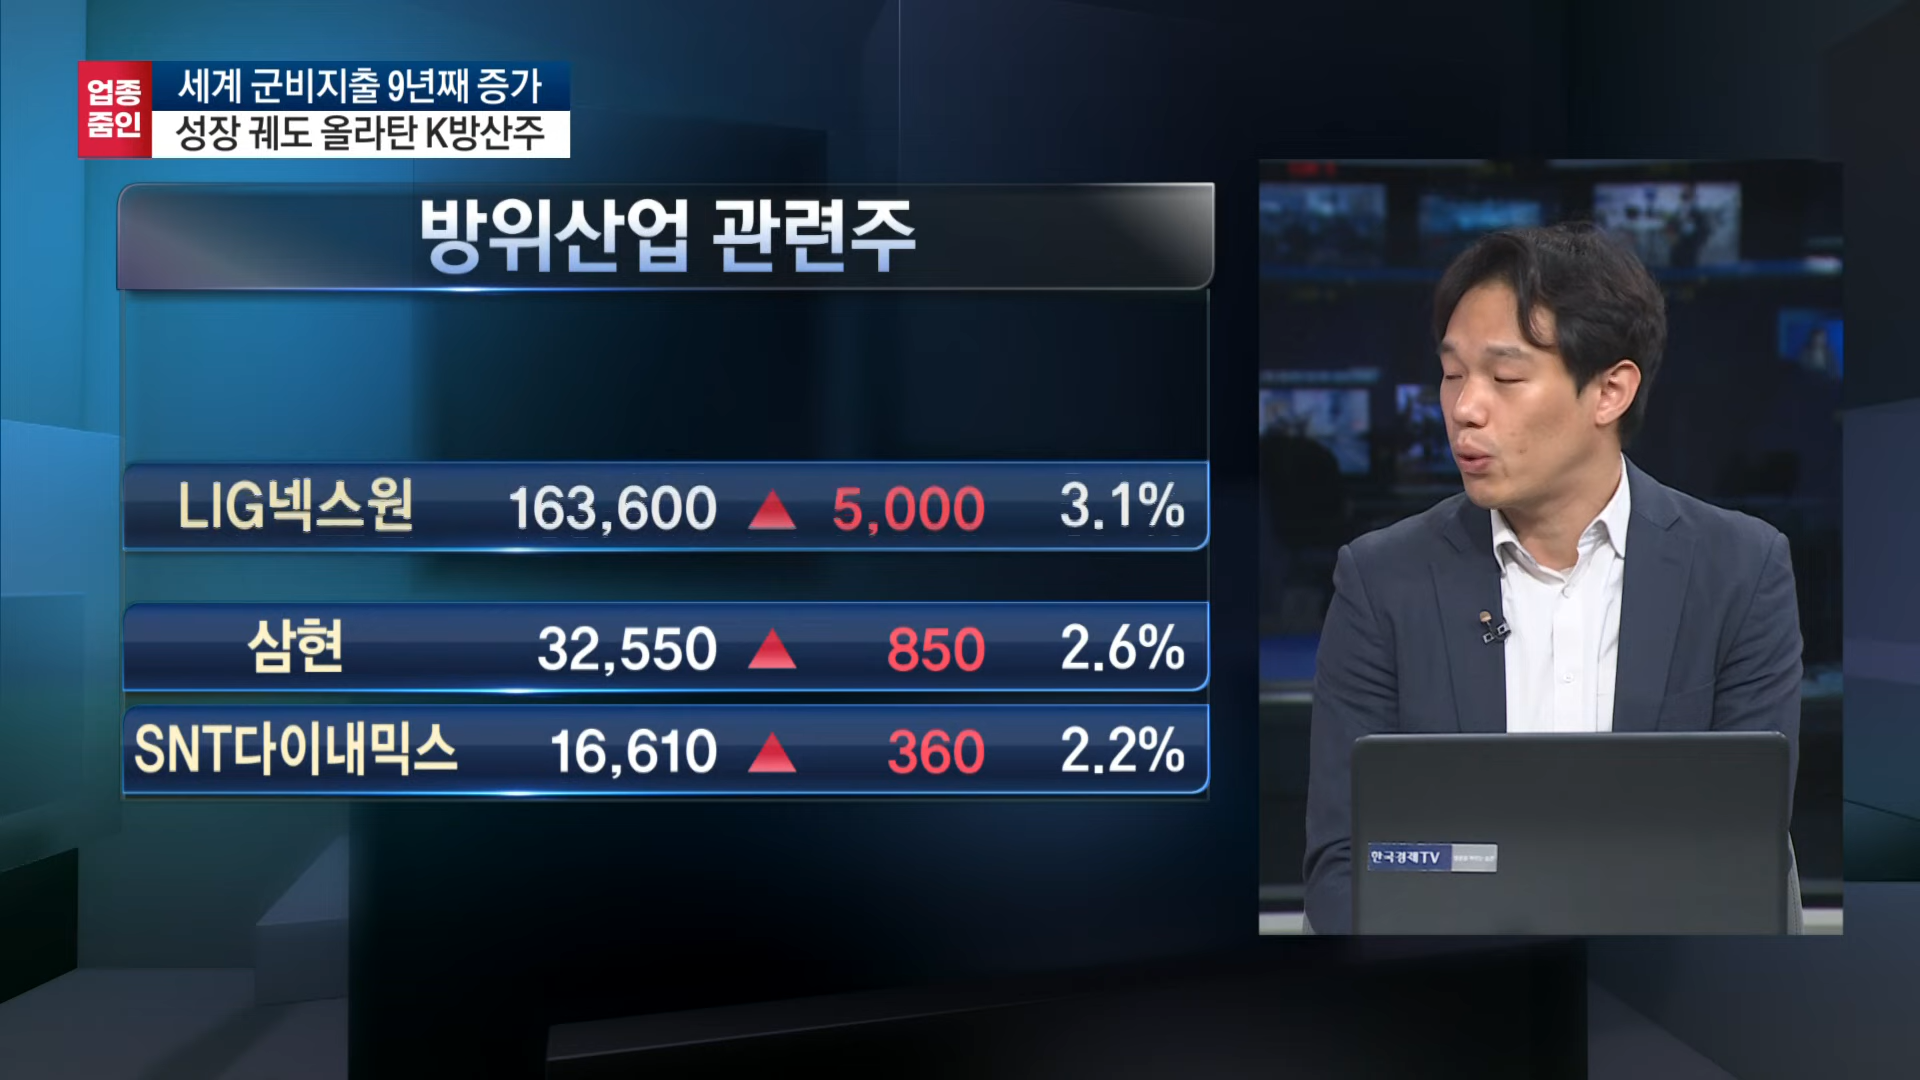 업종
줌인
세계 군비지출 9년째 증가
성장 궤도 올라탄 K방산주
방위산업 관련주
LIG넥스원 163,600 ▲ 5,000 3.1%
삼현 32,550 ▲ 850 2.6%
SNT다이내믹스 16,610 ▲ 360 2.2%
한국경제TV